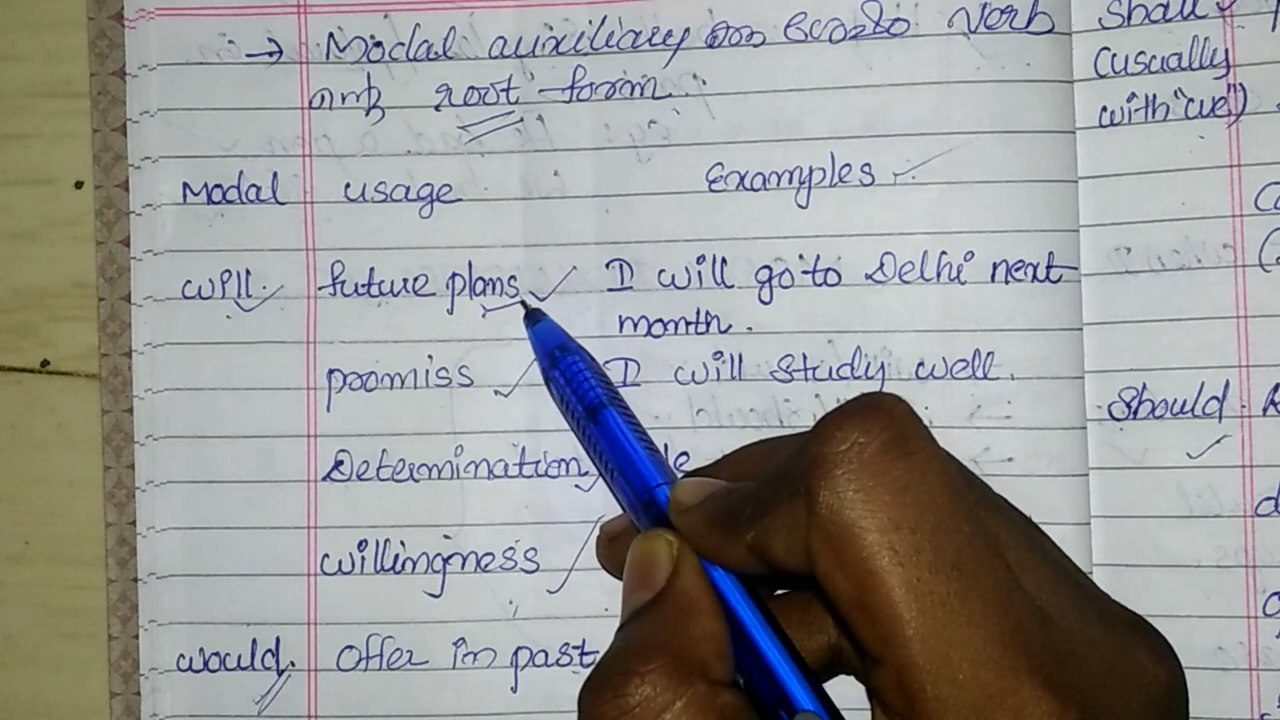 → Modal auxiliary verb
root form.
Modal usage Examples
will future plans I will go to Delhi next
month.
poomiss I will study well.
Determination
willingness
would. Offer in past
Shall
(usually
with "we")
Should